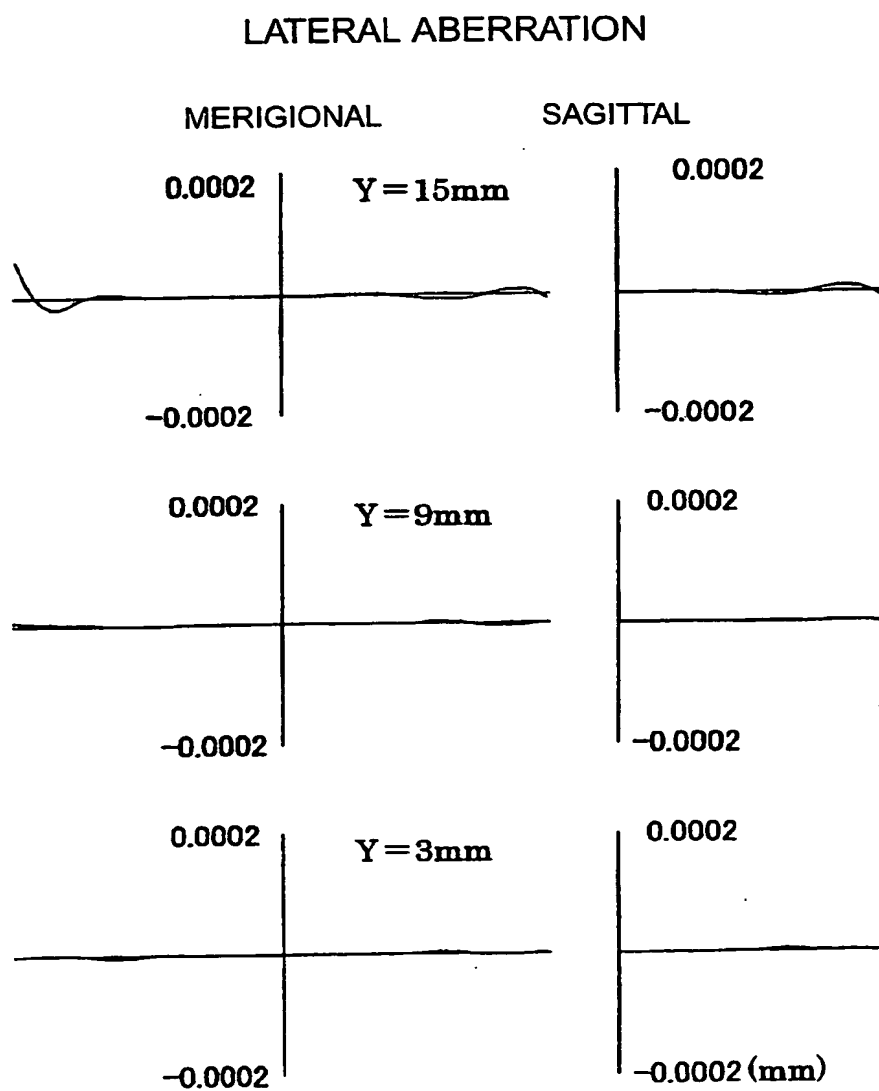 LATERAL ABERRATION
MERIGIONAL SAGITTAL
0.0002 Y=15mm 0.0002
-0.0002 -0.0002
0.0002 Y=9mm 0.0002
-0.0002 -0.0002
0.0002 Y=3mm 0.0002
-0.0002 -0.0002 (mm)